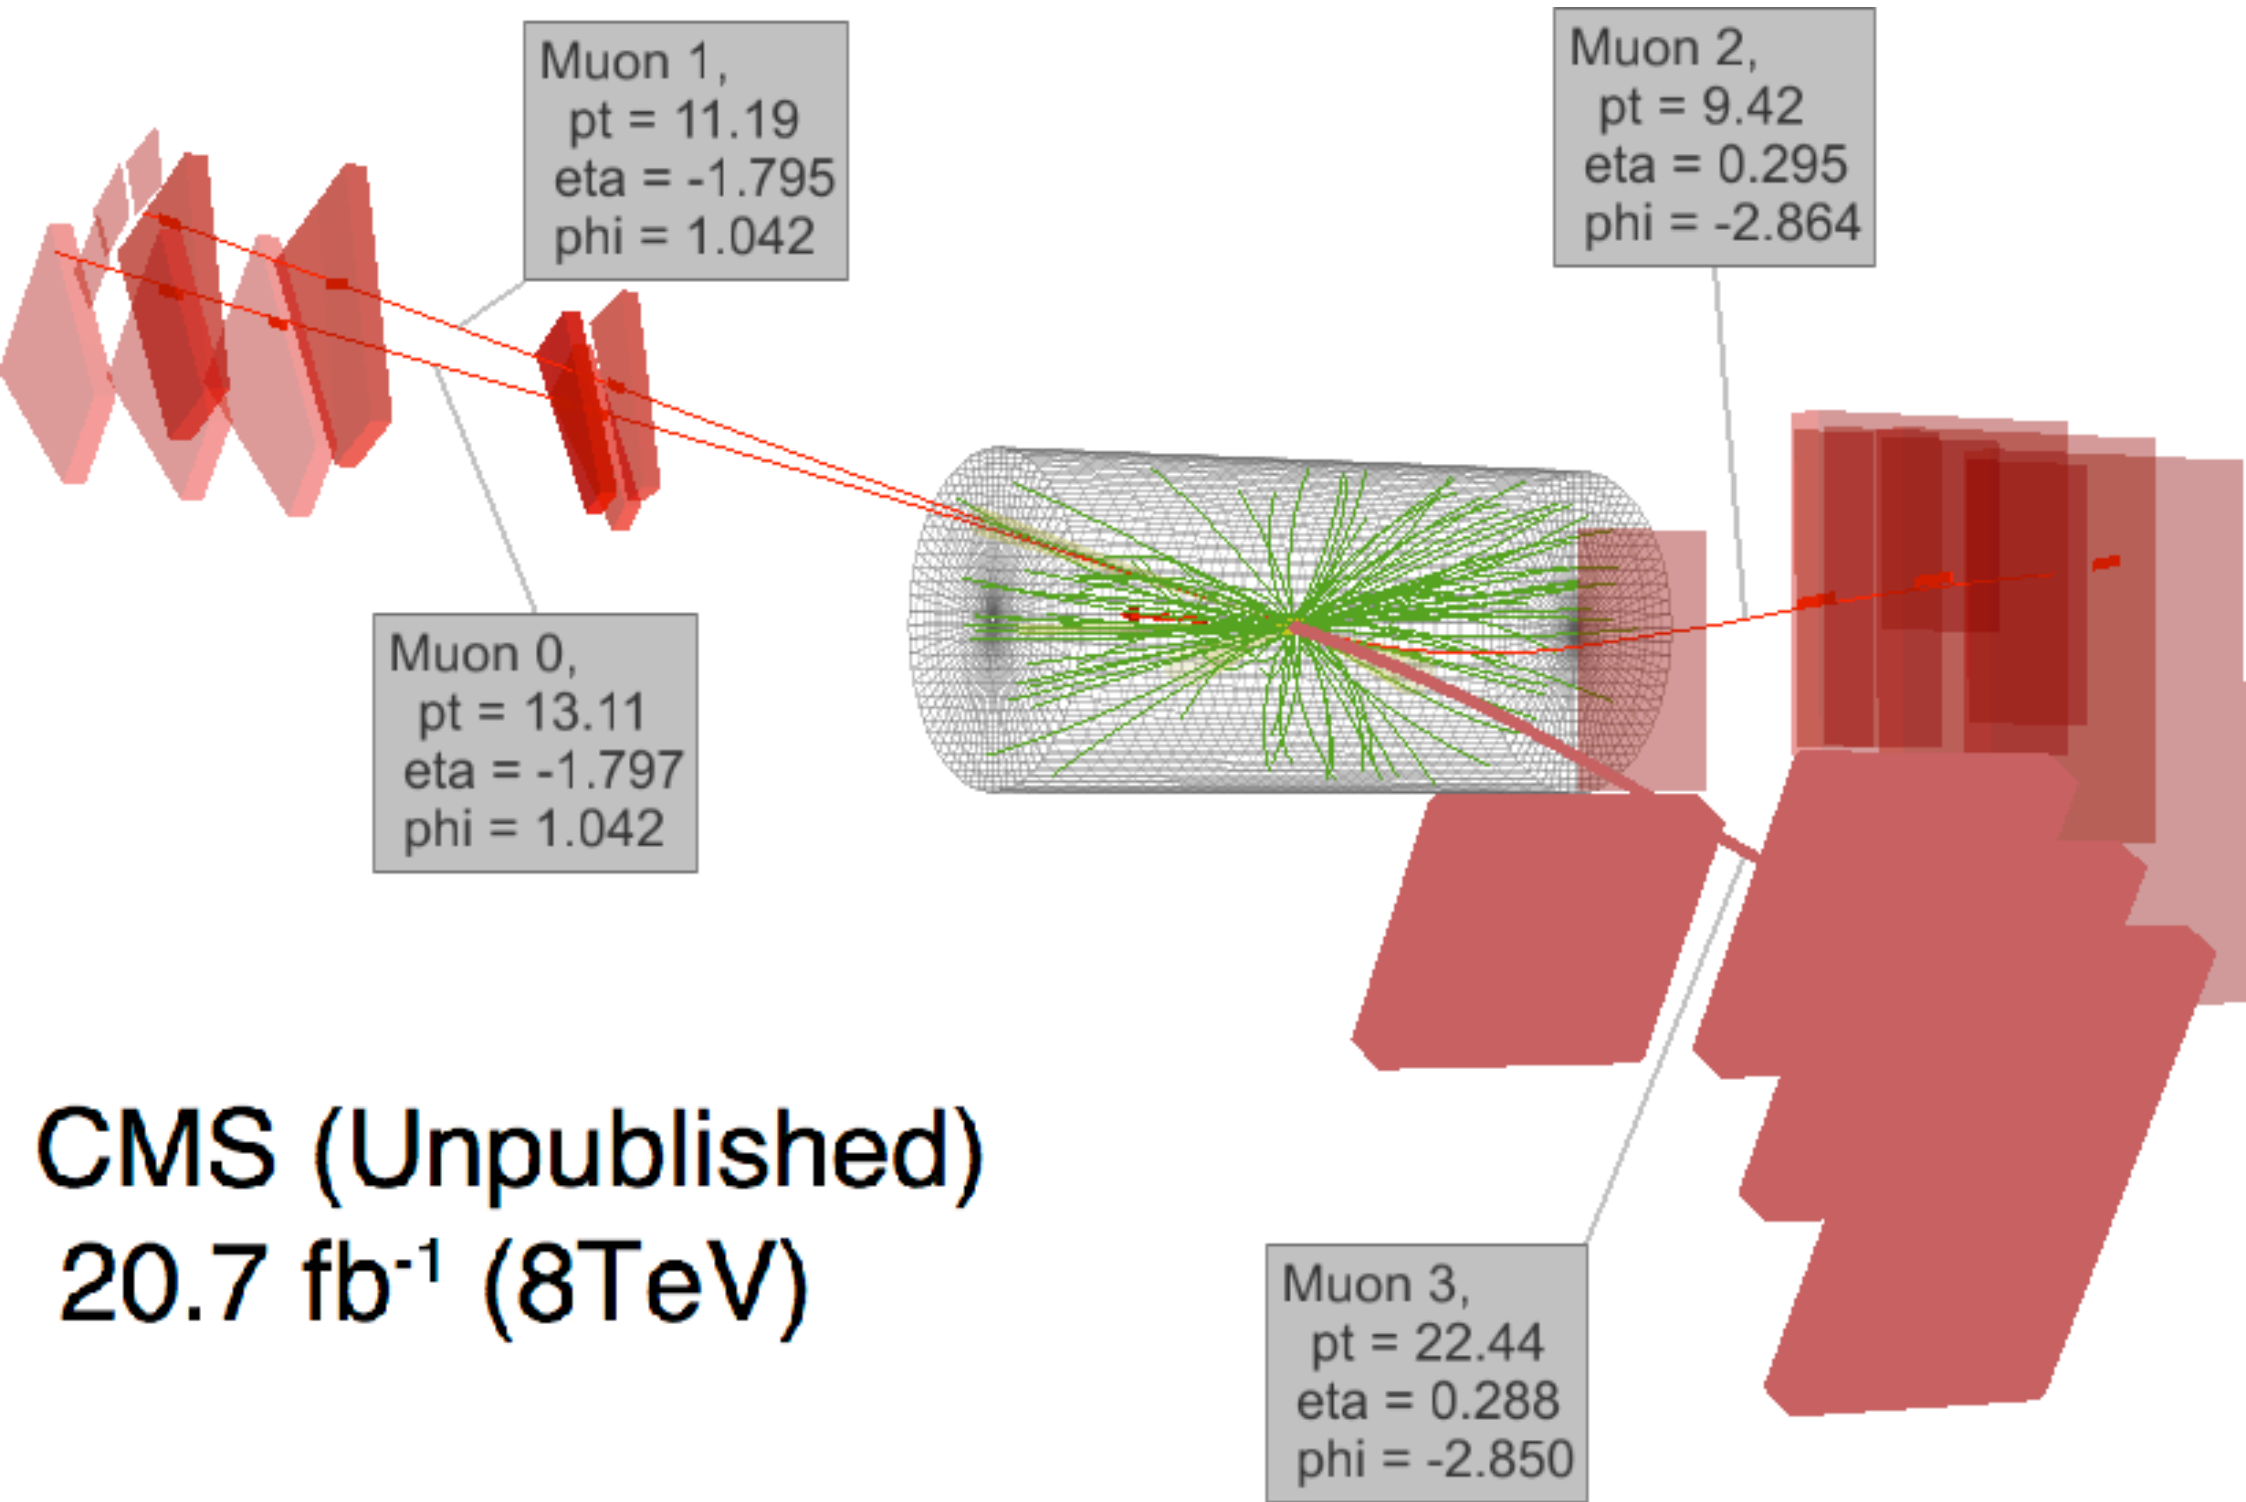 Muon 1,
pt = 11.19
eta = -1.795
phi = 1.042
Muon 2,
pt = 9.42
eta = 0.295
phi = -2.864
Muon 0,
pt = 13.11
eta = -1.797
phi = 1.042
CMS (Unpublished)
20.7 fb⁻¹ (8TeV)
Muon 3,
pt = 22.44
eta = 0.288
phi = -2.850